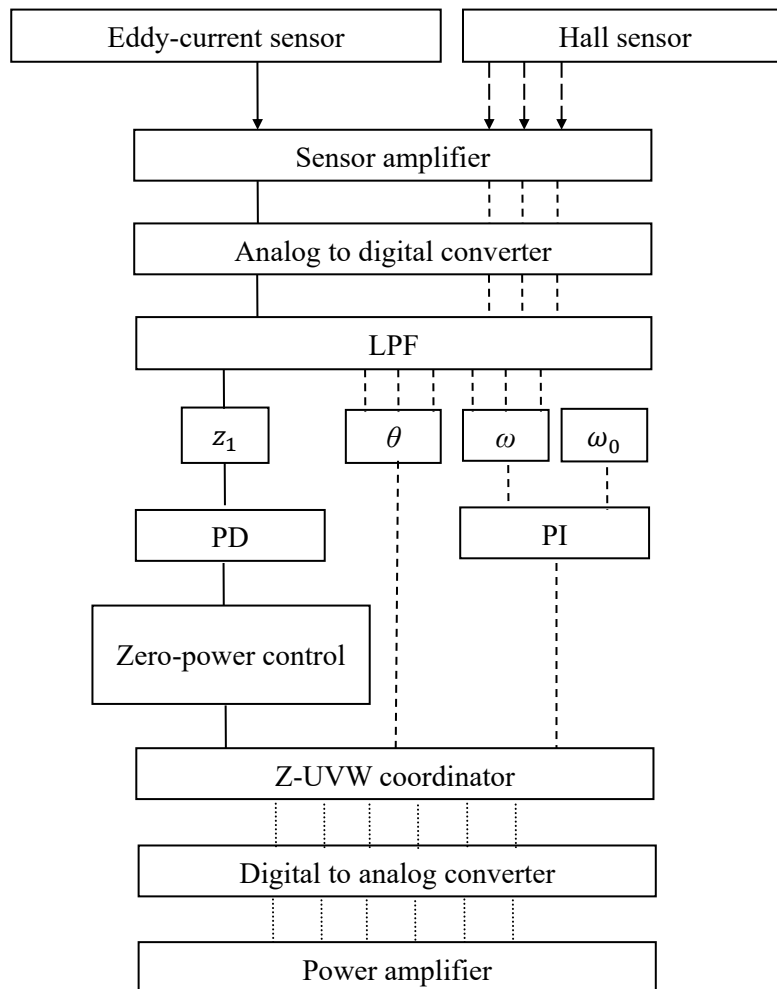 Eddy-current sensor
Hall sensor
Sensor amplifier
Analog to digital converter
LPF
z₁
θ
ω
ω₀
PD
PI
Zero-power control
Z-UVW coordinator
Digital to analog converter
Power amplifier